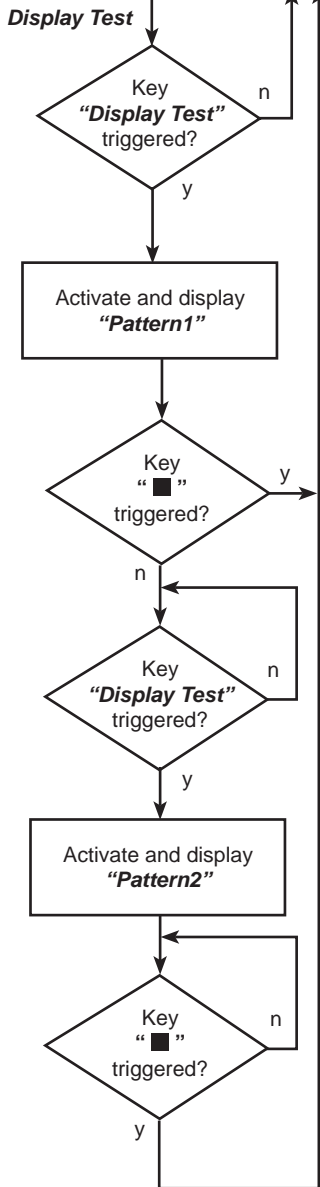 Display Test
Key
“Display Test”
triggered?
n
y
Activate and display
“Pattern1”
Key
“ ■ ”
triggered?
y
n
Key
“Display Test”
triggered?
n
y
Activate and display
“Pattern2”
Key
“ ■ ”
triggered?
n
y